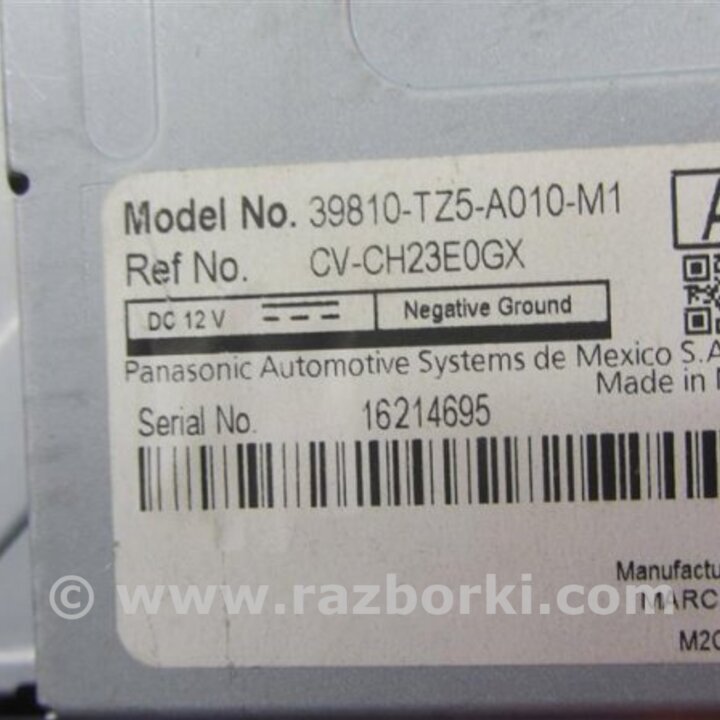 Model No. 39810-TZ5-A010-M1
Ref No. CV-CH23E0GX
DC 12 V
Negative Ground
Panasonic Automotive Systems de Mexico S.A
Made in
Serial No. 16214695
© www.razborki.com